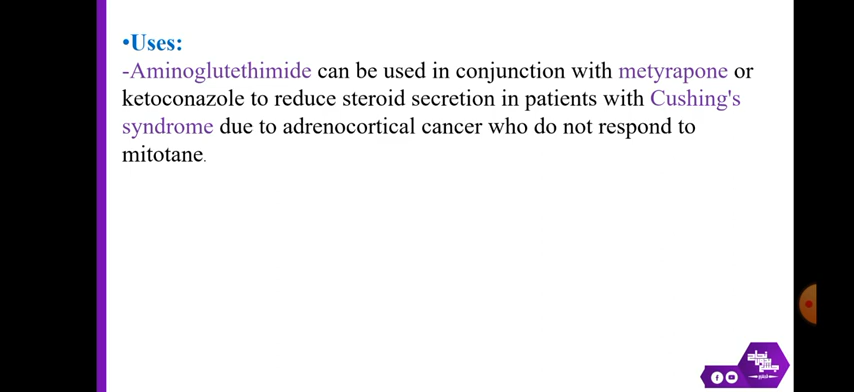 •Uses:
-Aminoglutethimide can be used in conjunction with metyrapone or
ketoconazole to reduce steroid secretion in patients with Cushing's
syndrome due to adrenocortical cancer who do not respond to
mitotane.